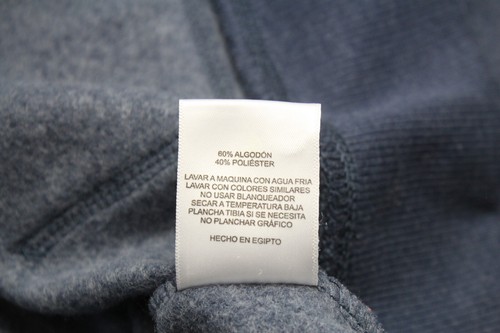 60% ALGODÓN
40% POLIÉSTER
LAVAR A MAQUINA CON AGUA FRIA
LAVAR CON COLORES SIMILARES
NO USAR BLANQUEADOR
SECAR A TEMPERATURA BAJA
PLANCHA TIBIA SI SE NECESITA
NO PLANCHAR GRÁFICO
HECHO EN EGIPTO